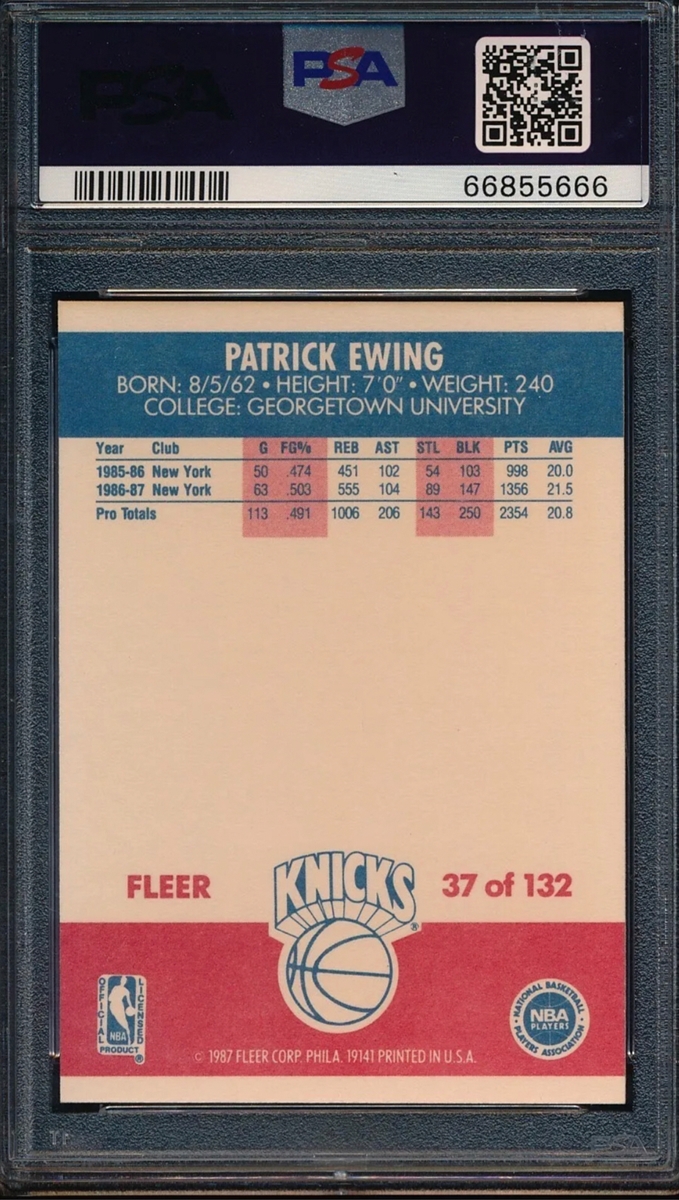 PSA
PSA
66855666
PATRICK EWING
BORN: 8/5/62 • HEIGHT: 7'0" • WEIGHT: 240
COLLEGE: GEORGETOWN UNIVERSITY
Year Club G FG% REB AST STL BLK PTS AVG
1985-86 New York 50 .474 451 102 54 103 998 20.0
1986-87 New York 63 .503 555 104 89 147 1356 21.5
Pro Totals 113 .491 1006 206 143 250 2354 20.8
KNICKS®
FLEER 37 of 132
OFFICIAL LICENSED
NBA
PRODUCT ®
• NATIONAL BASKETBALL •
NBA
PLAYERS
PLAYERS ASSOCIATION
© 1987 FLEER CORP. PHILA. 19141 PRINTED IN U.S.A.